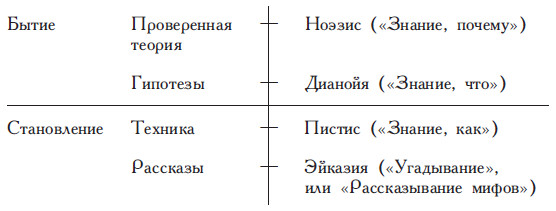 Бытие Проверенная теория Ноэзис («Знание, почему»)
Гипотезы Дианойя («Знание, что»)
Становление Техника Пистис («Знание, как»)
Рассказы Эйказия («Угадывание», или «Рассказывание мифов»)